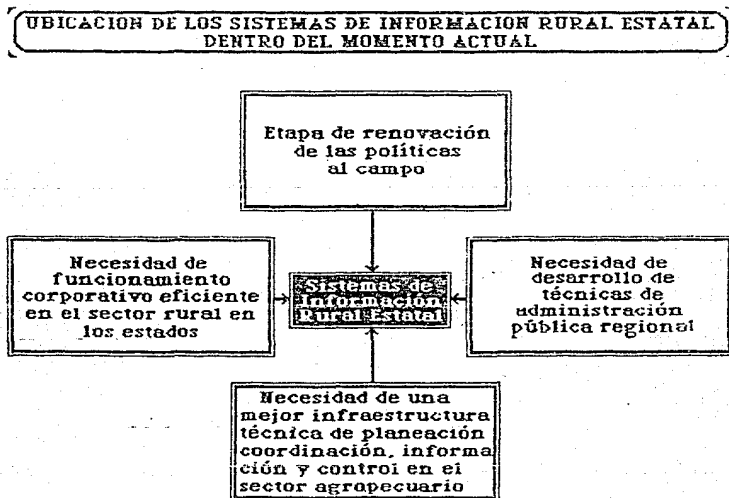 UBICACION DE LOS SISTEMAS DE INFORMACION RURAL ESTATAL
DENTRO DEL MOMENTO ACTUAL
Etapa de renovación
de las políticas
al campo
Necesidad de
funcionamiento
corporativo eficiente
en el sector rural en
los estados
Sistemas de
Información
Rural Estatal
Necesidad de
desarrollo de
técnicas de
administración
pública regional
Necesidad de una
mejor infraestructura
técnica de planeación
coordinación, informa
ción y control en el
sector agropecuario